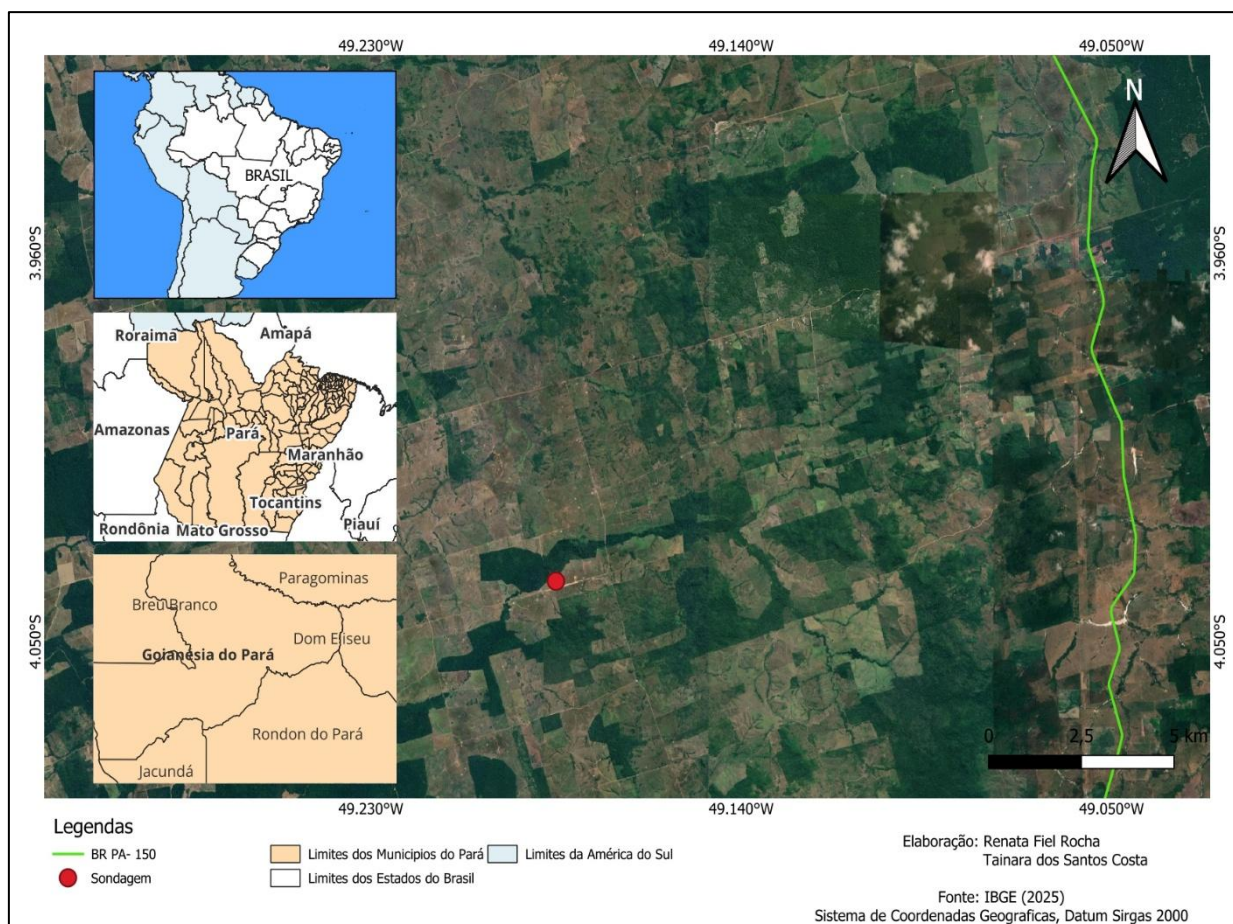 49.230°W 49.140°W 49.050°W
N
BRASIL
3.960°S 3.960°S
Roraima Amapá
Amazonas Pará
Maranhão
Tocantins
Rondônia Mato Grosso Piauí
Paragominas
Breu Branco
Dom Eliseu
Goianésia do Pará
Rondon do Pará
Jacundá
4.050°S 4.050°S
0 2,5 5 km
49.230°W 49.140°W 49.050°W
Legendas
BR PA- 150
Sondagem
Limites dos Municipios do Pará
Limites dos Estados do Brasil
Limites da América do Sul
Elaboração: Renata Fiel Rocha
Tainara dos Santos Costa
Fonte: IBGE (2025)
Sistema de Coordenadas Geograficas, Datum Sirgas 2000